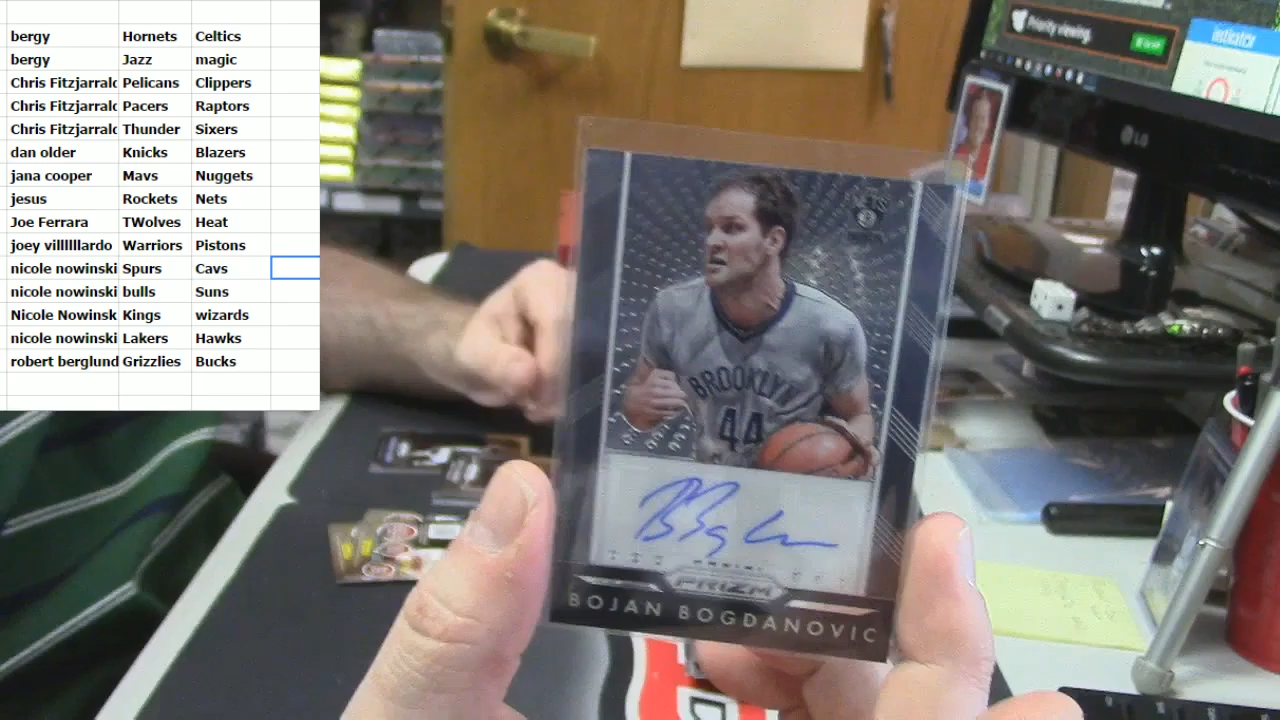 bergy Hornets Celtics
bergy Jazz magic
Chris Fitzjarralc Pelicans Clippers
Chris Fitzjarralc Pacers Raptors
Chris Fitzjarralc Thunder Sixers
dan older Knicks Blazers
jana cooper Mavs Nuggets
jesus Rockets Nets
Joe Ferrara TWolves Heat
joey villlllllardo Warriors Pistons
nicole nowinski Spurs Cavs
nicole nowinski bulls Suns
Nicole Nowinsk Kings wizards
nicole nowinski Lakers Hawks
robert berglund Grizzlies Bucks
Priority viewing.
LG
NETS
B
BROOKLYN
44
PANINI
PRIZM
BOJAN BOGDANOVIC